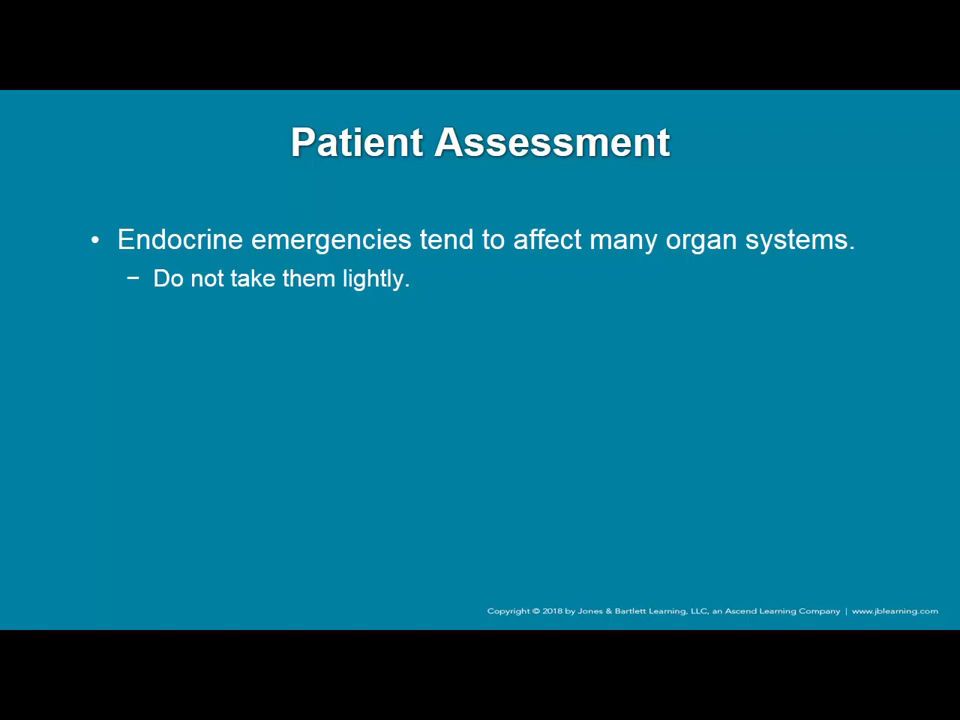 Patient Assessment
• Endocrine emergencies tend to affect many organ systems.
− Do not take them lightly.
Copyright © 2018 by Jones & Bartlett Learning, LLC, an Ascend Learning Company | www.jblearning.com